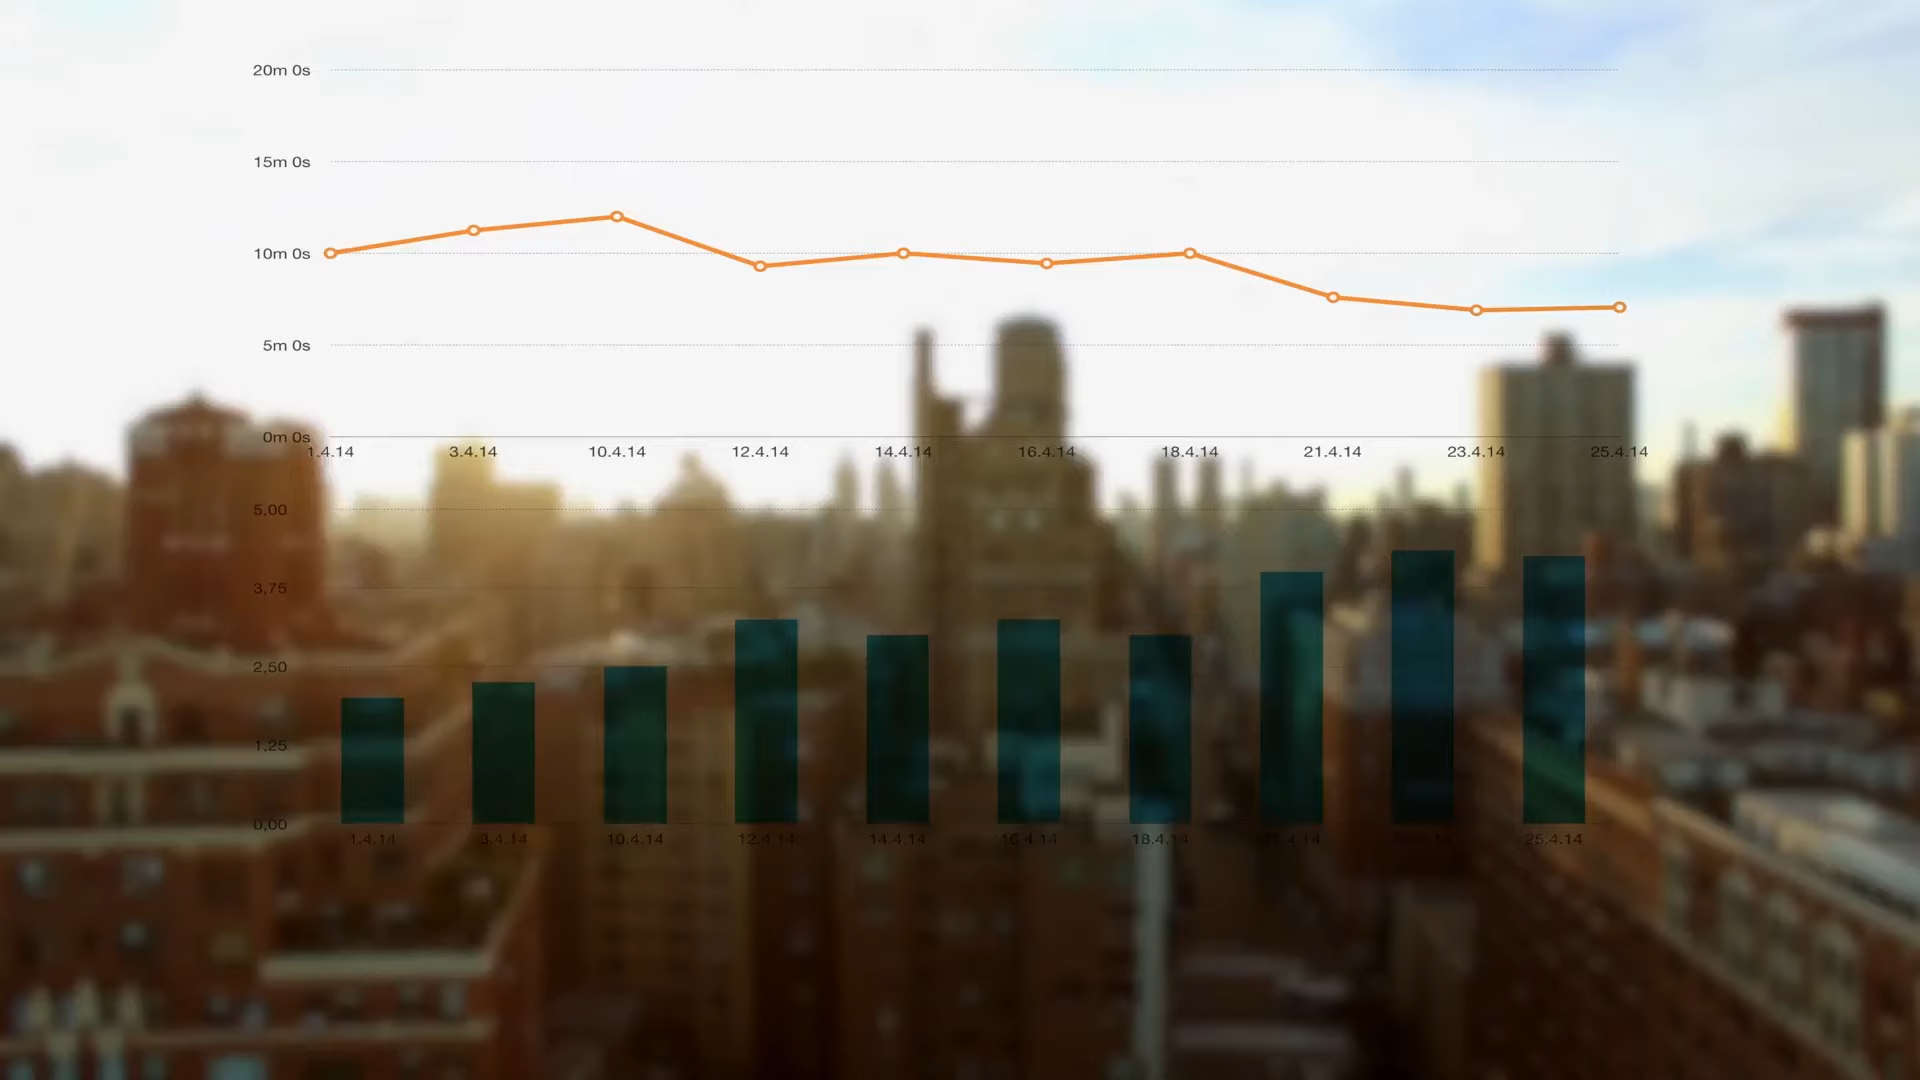 20m 0s
15m 0s
10m 0s
5m 0s
0m 0s
1.4.14 3.4.14 10.4.14 12.4.14 14.4.14 16.4.14 18.4.14 21.4.14 23.4.14 25.4.14
5,00
3,75
2,50
1,25
0,00
1.4.14 3.4.14 10.4.14 12.4.14 14.4.14 16.4.14 18.4.14 25.4.14